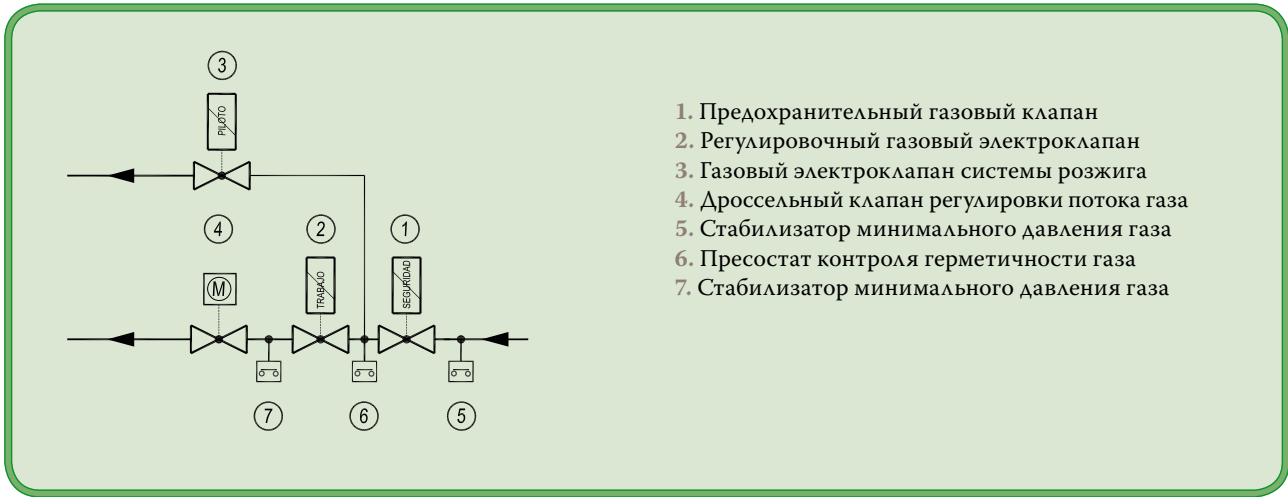 3
PILOTO
4
2
1
M
TRABAJO
SEGURIDAD
7
6
5
1. Предохранительный газовый клапан
2. Регулировочный газовый электроклапан
3. Газовый электроклапан системы розжига
4. Дроссельный клапан регулировки потока газа
5. Стабилизатор минимального давления газа
6. Пресостат контроля герметичности газа
7. Стабилизатор минимального давления газа